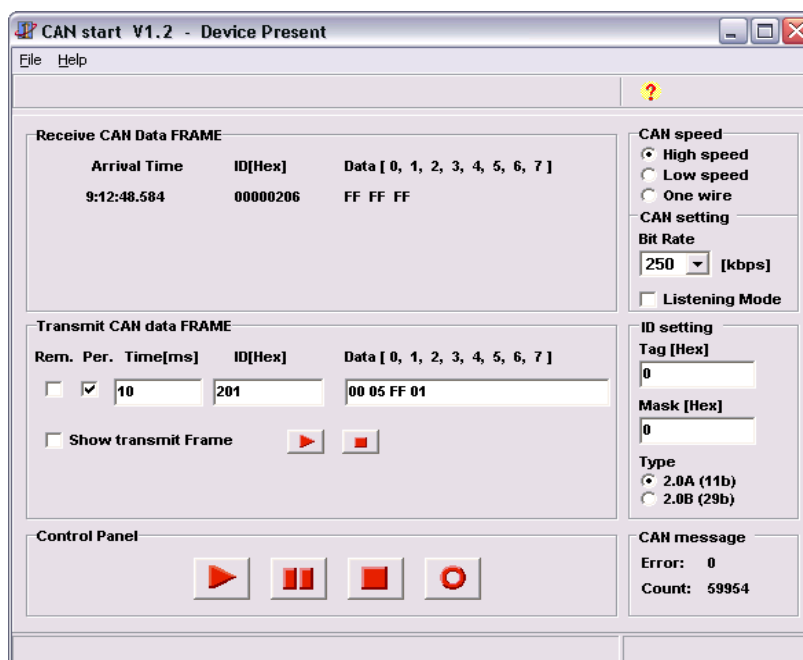 CAN start V1.2 - Device Present
File Help
?
Receive CAN Data FRAME
Arrival Time ID[Hex] Data [ 0, 1, 2, 3, 4, 5, 6, 7 ]
9:12:48.584 00000206 FF FF FF
CAN speed
High speed
Low speed
One wire
CAN setting
Bit Rate
250 [kbps]
Listening Mode
Transmit CAN data FRAME
Rem. Per. Time[ms] ID[Hex] Data [ 0, 1, 2, 3, 4, 5, 6, 7 ]
10 201 00 05 FF 01
Show transmit Frame
ID setting
Tag [Hex]
0
Mask [Hex]
0
Type
2.0A (11b)
2.0B (29b)
Control Panel
CAN message
Error: 0
Count: 59954